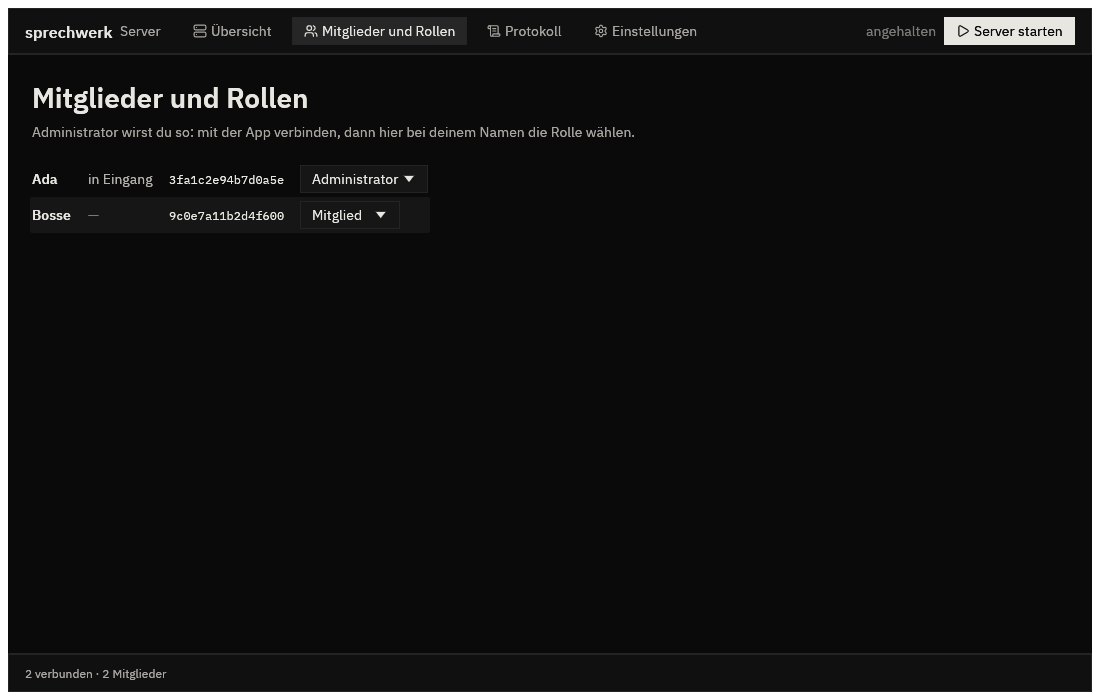 sprechwerk Server Übersicht Mitglieder und Rollen Protokoll Einstellungen angehalten Server starten
Mitglieder und Rollen
Administrator wirst du so: mit der App verbinden, dann hier bei deinem Namen die Rolle wählen.
Ada in Eingang 3fa1c2e94b7d0a5e Administrator
Bosse — 9c0e7a11b2d4f600 Mitglied
2 verbunden · 2 Mitglieder